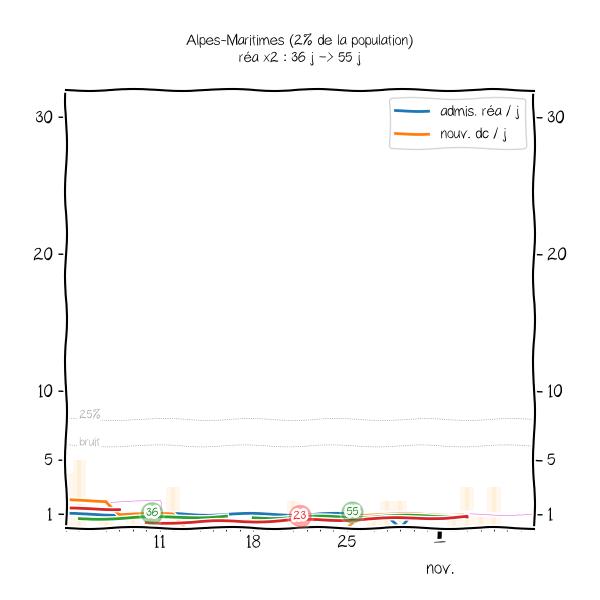 Alpes-Maritimes (2% de la population)
réa x2 : 36 j -> 55 j
admis. réa / j
nouv. dc / j
30 30
20 20
10 10
25%
bruit
5 5
1 36 23 55 1
11 18 25 1
nov.